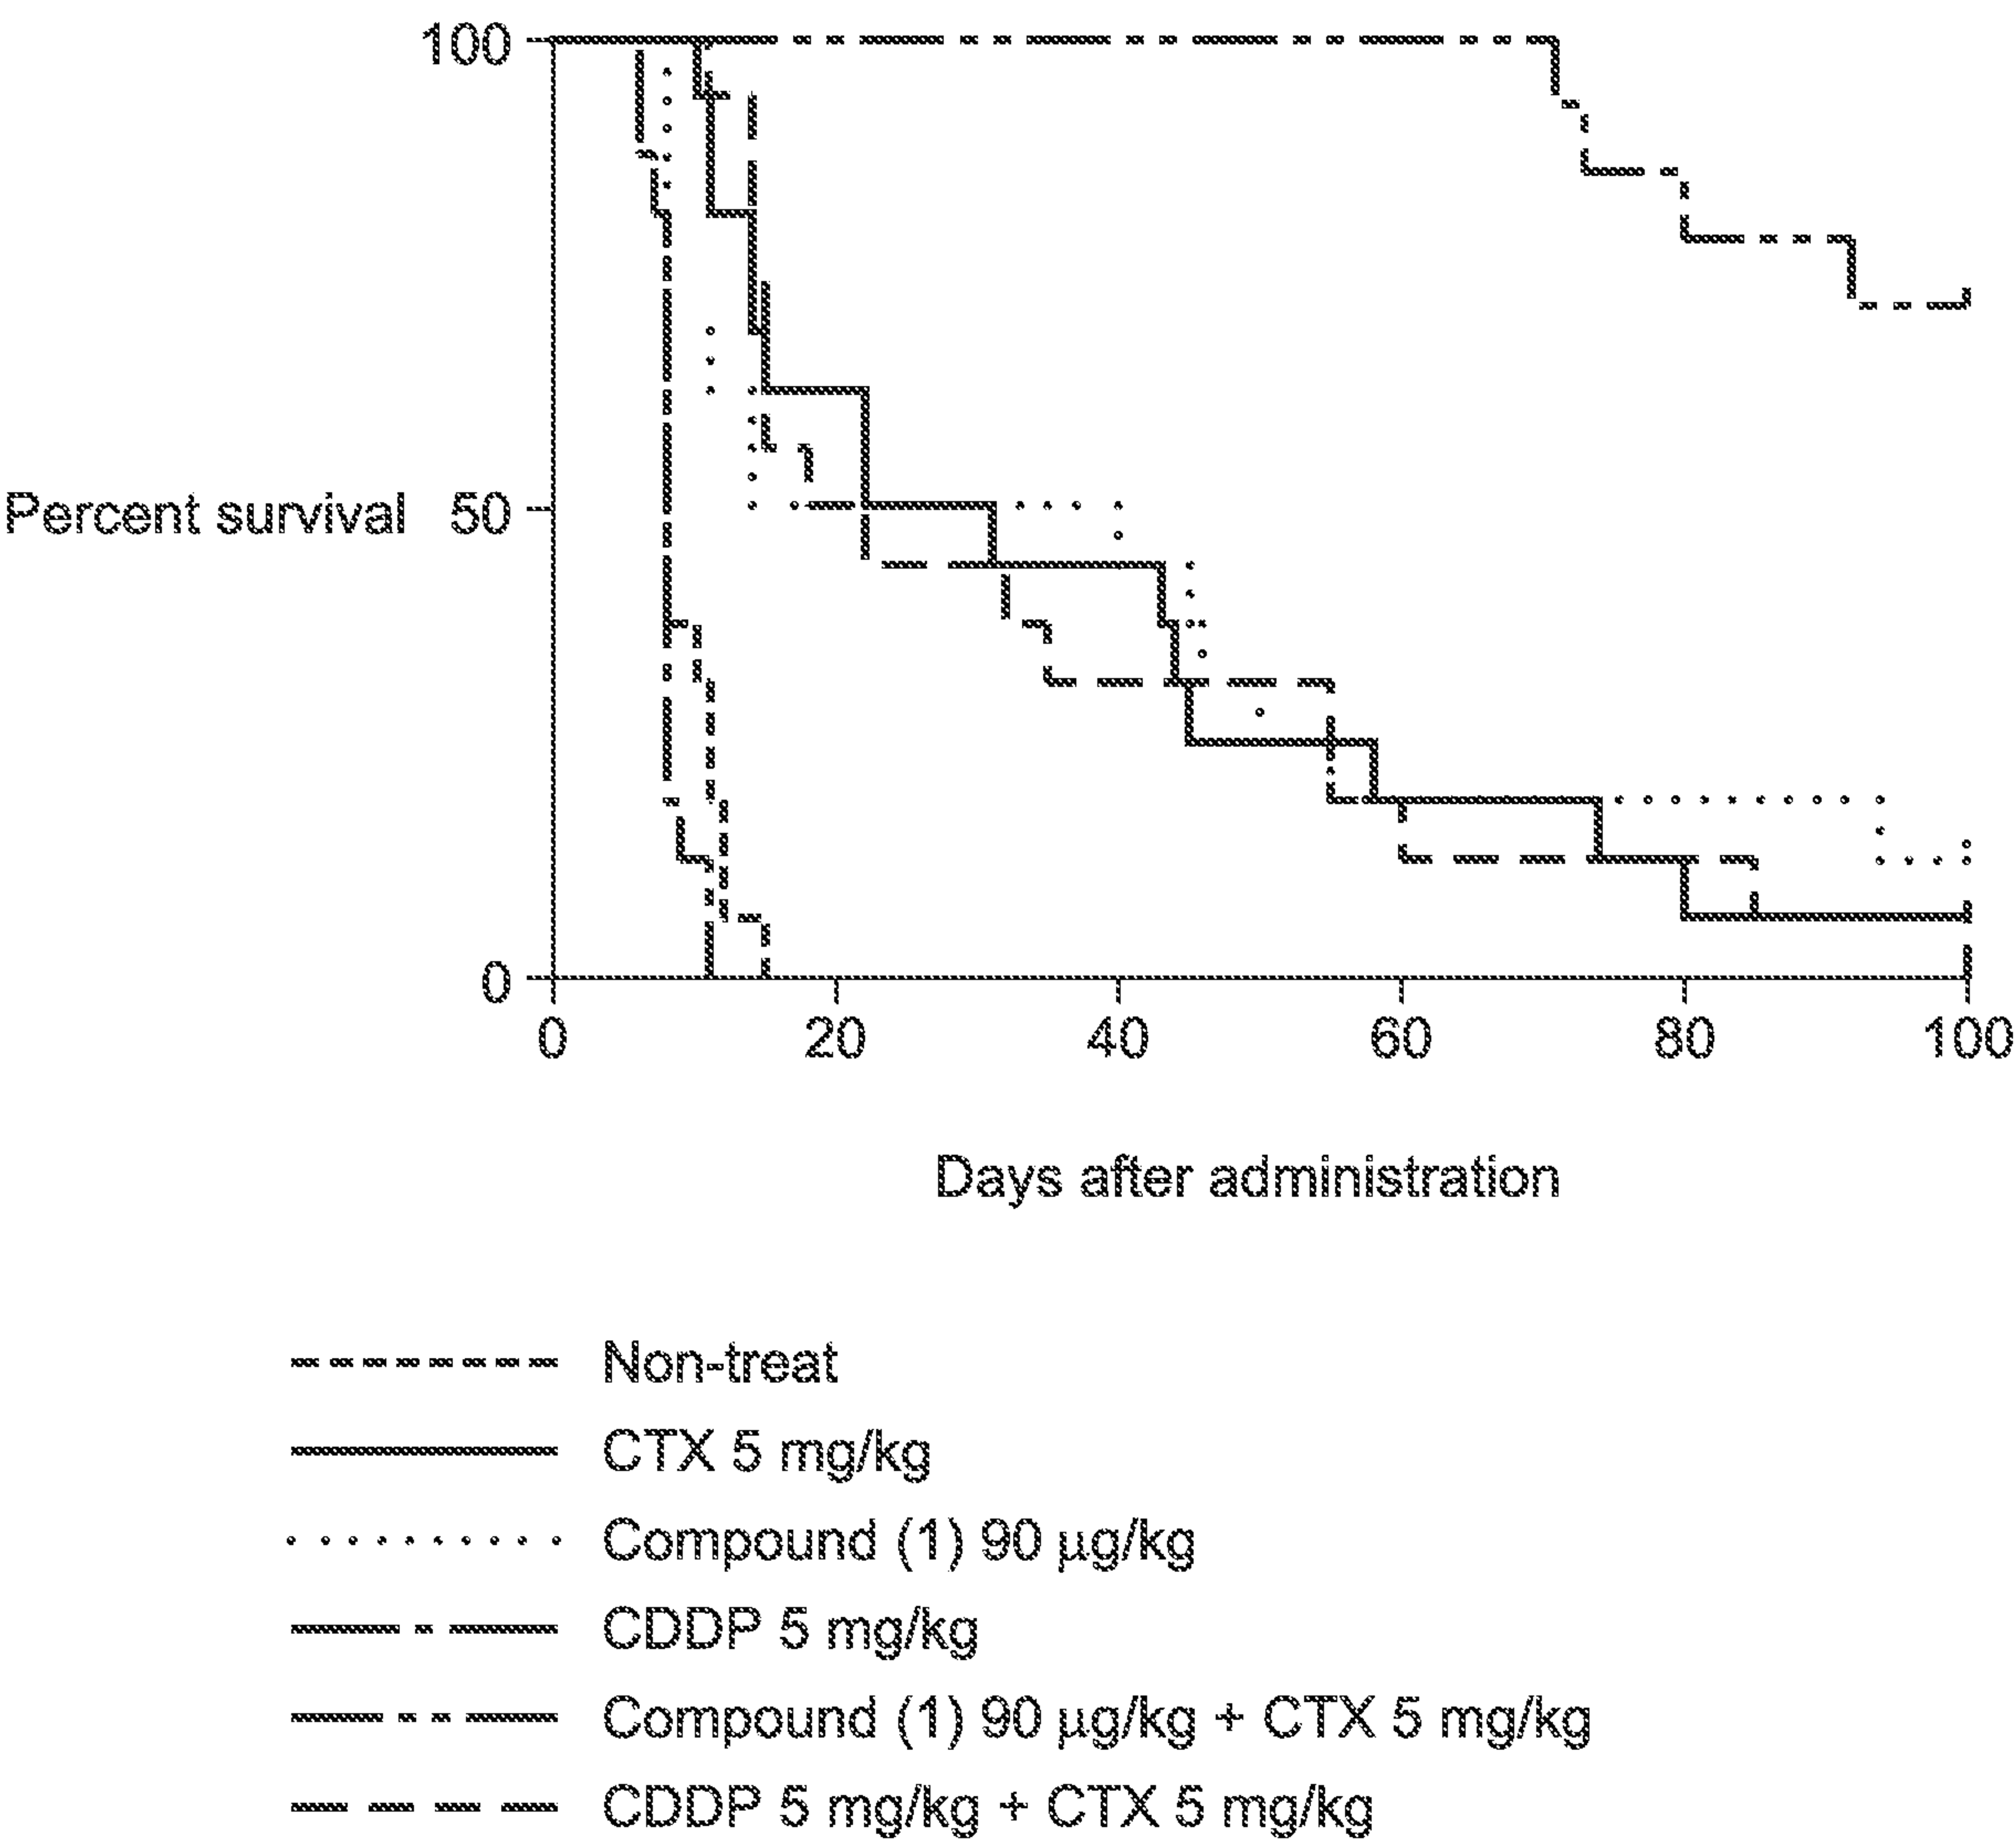 100
Percent survival 50
0
0 20 40 60 80 100
Days after administration
Non-treat
CTX 5 mg/kg
Compound (1) 90 μg/kg
CDDP 5 mg/kg
Compound (1) 90 μg/kg + CTX 5 mg/kg
CDDP 5 mg/kg + CTX 5 mg/kg